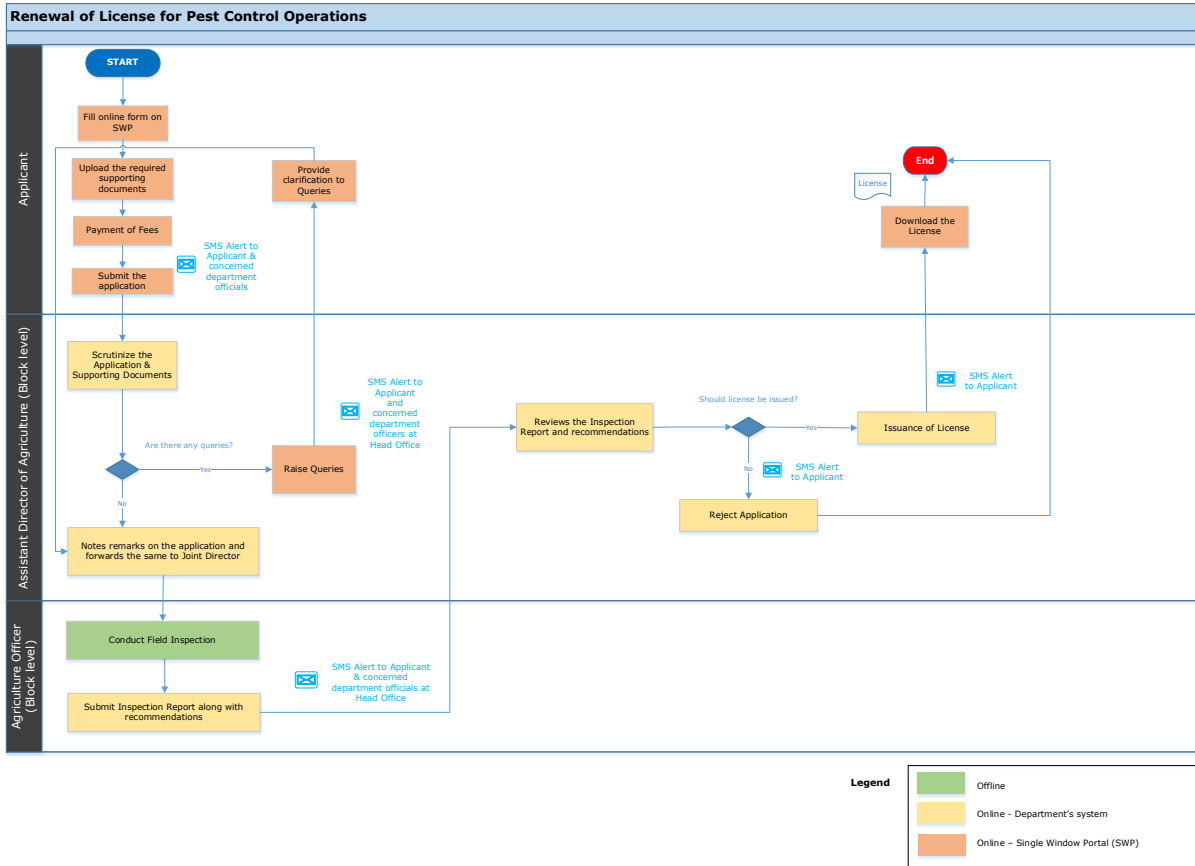 Renewal of License for Pest Control Operations
Applicant
START
Fill online form on
SWP
Upload the required
supporting
documents
Payment of Fees
Submit the
application
SMS Alert to
Applicant &
concerned
department
officials
Provide
clarification to
Queries
End
License
Download the
License
Assistant Director of Agriculture (Block level)
Scrutinize the
Application &
Supporting Documents
Are there any queries?
Yes
No
Raise Queries
SMS Alert to
Applicant
and
concerned
department
officers at
Head Office
Notes remarks on the application and
forwards the same to Joint Director
Reviews the Inspection
Report and recommendations
Should license be issued?
Yes
No
Issuance of License
SMS Alert
to Applicant
SMS Alert
to Applicant
Reject Application
Agriculture Officer
(Block level)
Conduct Field Inspection
Submit Inspection Report along with
recommendations
SMS Alert to Applicant
& concerned
department officials at
Head Office
Legend
Offline
Online - Department's system
Online – Single Window Portal (SWP)